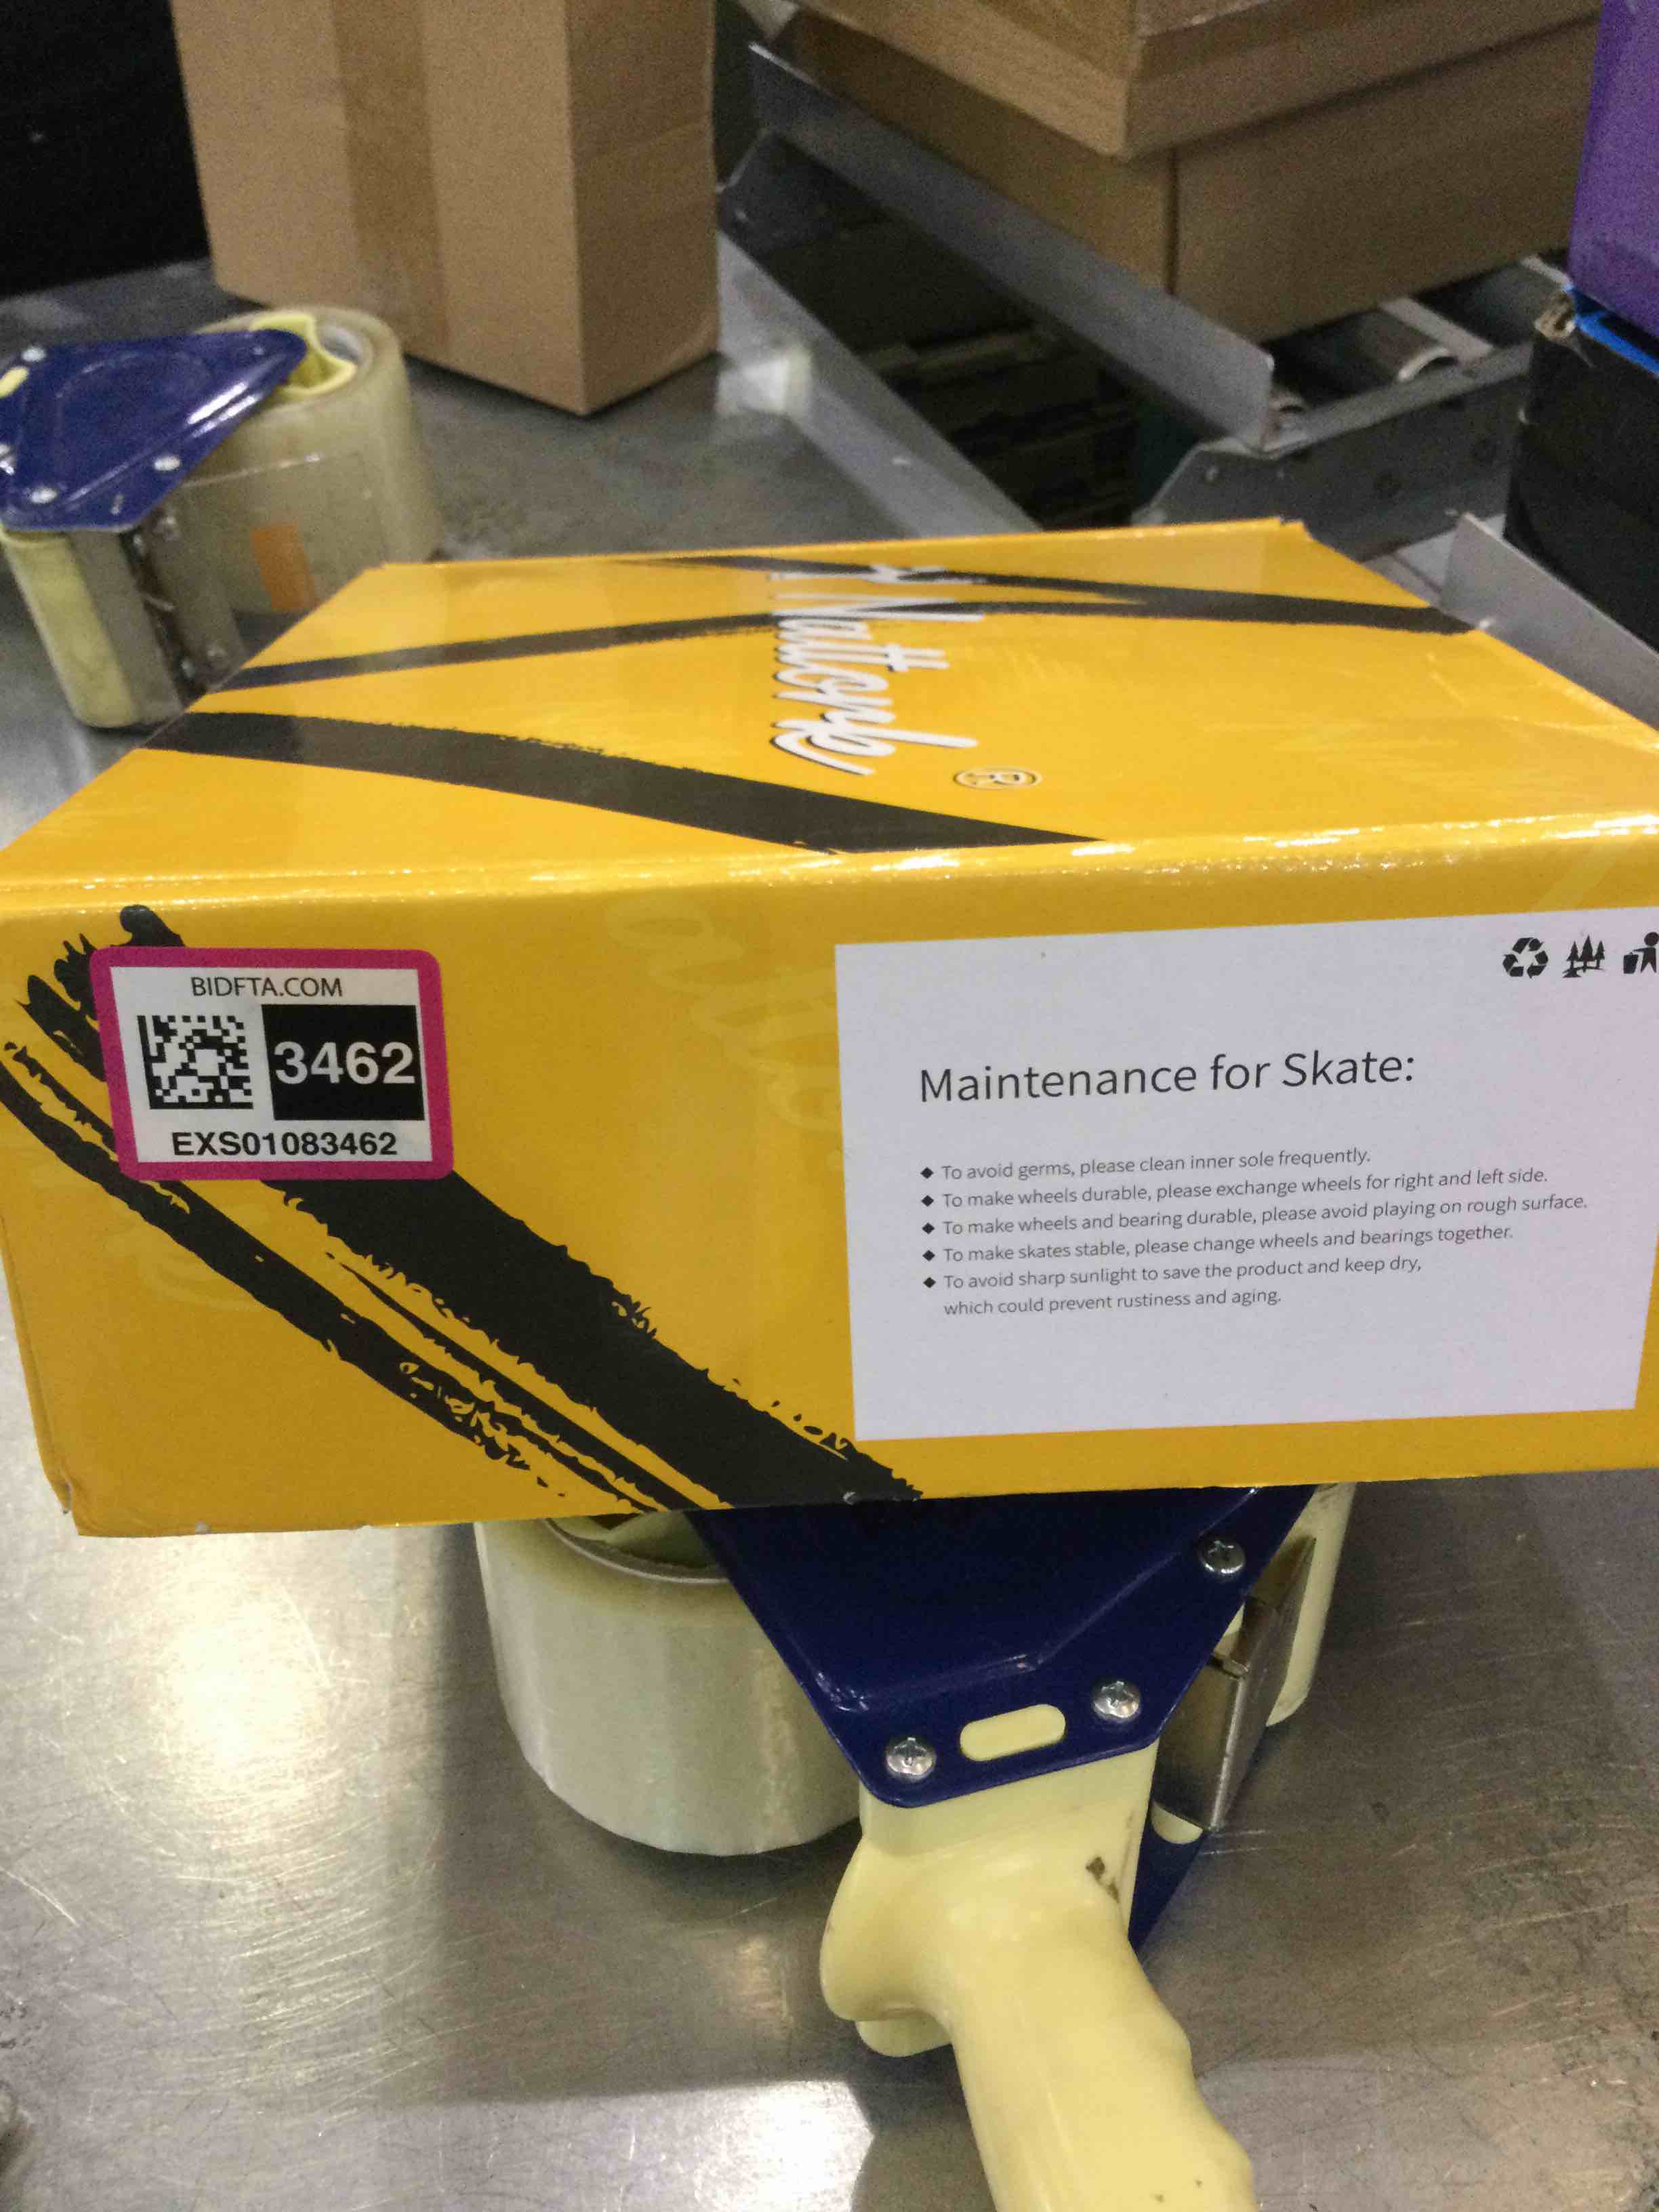 Nattork
®
BIDFTA.COM
3462
EXS01083462
Maintenance for Skate:
◆ To avoid germs, please clean inner sole frequently.
◆ To make wheels durable, please exchange wheels for right and left side.
◆ To make wheels and bearing durable, please avoid playing on rough surface.
◆ To make skates stable, please change wheels and bearings together.
◆ To avoid sharp sunlight to save the product and keep dry,
which could prevent rustiness and aging.